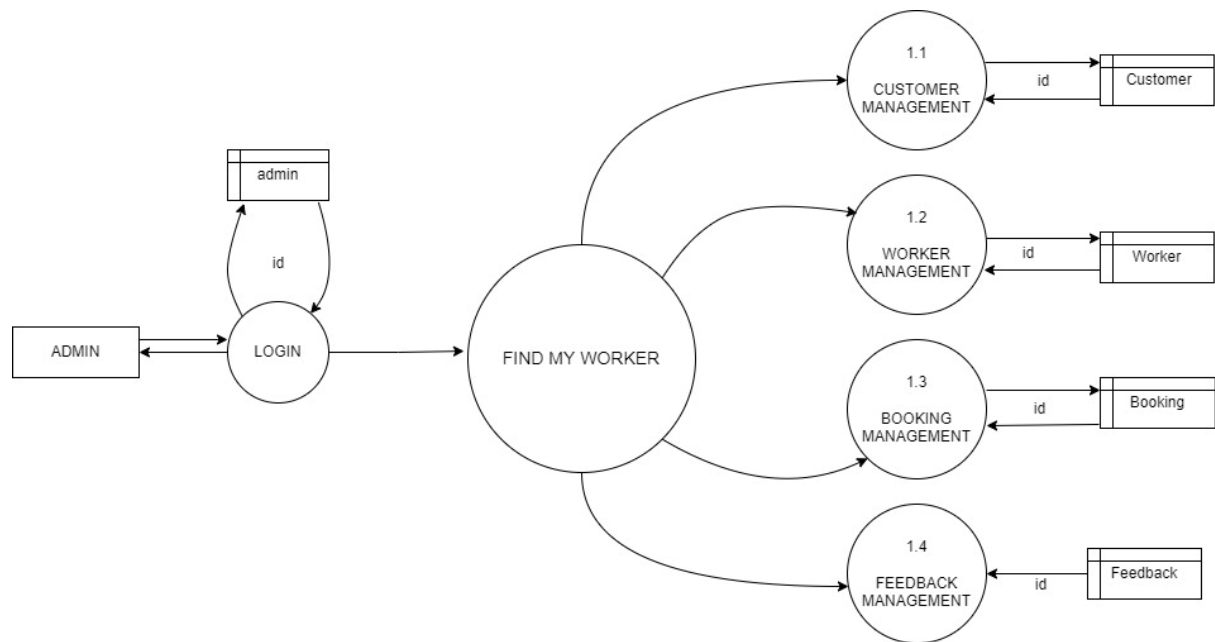 ADMIN
admin
id
LOGIN
FIND MY WORKER
1.1
CUSTOMER
MANAGEMENT
id
Customer
1.2
WORKER
MANAGEMENT
id
Worker
1.3
BOOKING
MANAGEMENT
id
Booking
1.4
FEEDBACK
MANAGEMENT
id
Feedback